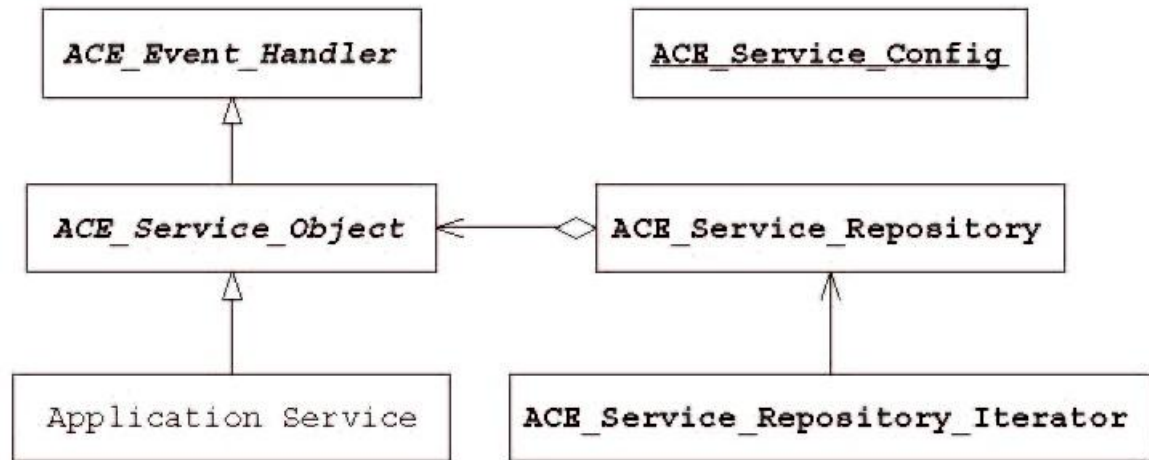 ACE_Event_Handler
ACE_Service_Config
ACE_Service_Object
ACE_Service_Repository
Application Service
ACE_Service_Repository_Iterator